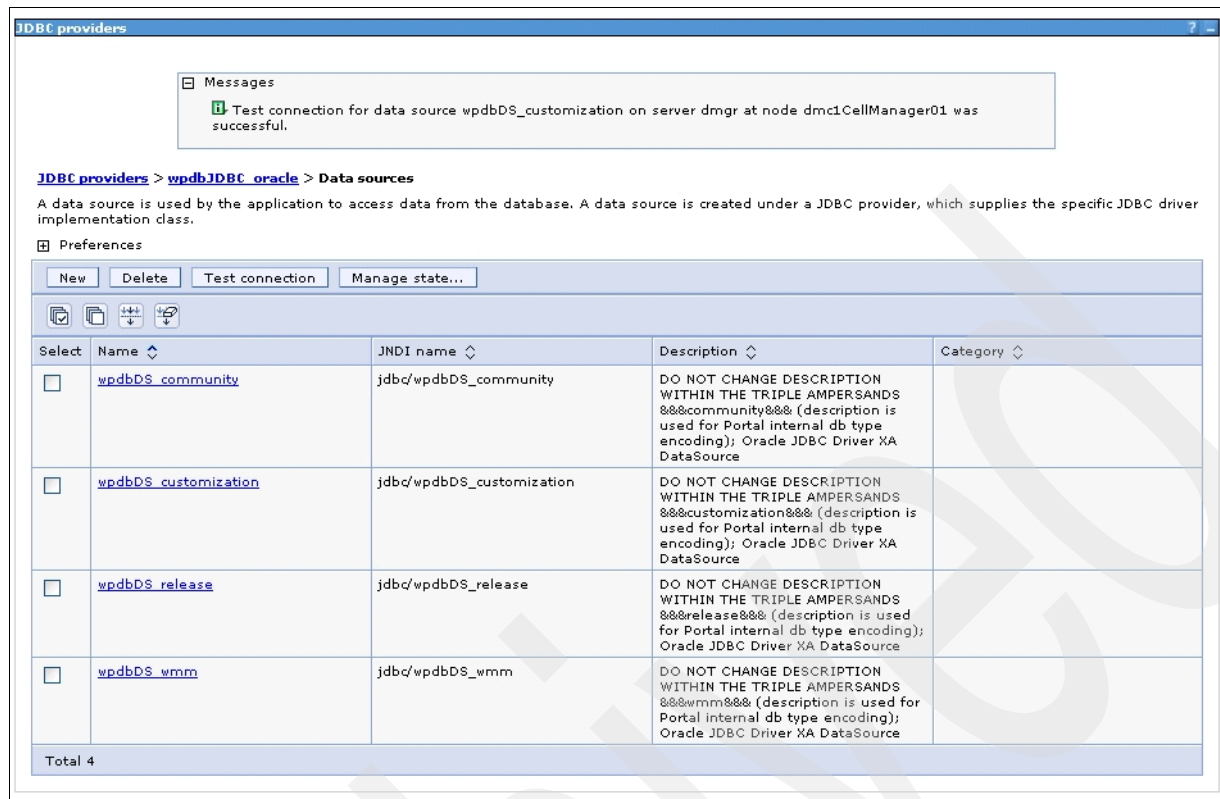 JDBC providers ? –
Messages
Test connection for data source wpdbDS_customization on server dmgr at node dmc1CellManager01 was
successful.
JDBC providers > wpdbJDBC_oracle > Data sources
A data source is used by the application to access data from the database. A data source is created under a JDBC provider, which supplies the specific JDBC driver
implementation class.
Preferences
New Delete Test connection Manage state...
Select Name JNDI name Description Category
wpdbDS_community jdbc/wpdbDS_community DO NOT CHANGE DESCRIPTION
WITHIN THE TRIPLE AMPERSANDS
&&&community&&& (description is
used for Portal internal db type
encoding); Oracle JDBC Driver XA
DataSource
wpdbDS_customization jdbc/wpdbDS_customization DO NOT CHANGE DESCRIPTION
WITHIN THE TRIPLE AMPERSANDS
&&&customization&&& (description is
used for Portal internal db type
encoding); Oracle JDBC Driver XA
DataSource
wpdbDS_release jdbc/wpdbDS_release DO NOT CHANGE DESCRIPTION
WITHIN THE TRIPLE AMPERSANDS
&&&release&&& (description is used
for Portal internal db type encoding);
Oracle JDBC Driver XA DataSource
wpdbDS_wmm jdbc/wpdbDS_wmm DO NOT CHANGE DESCRIPTION
WITHIN THE TRIPLE AMPERSANDS
&&&wmm&&& (description is used for
Portal internal db type encoding);
Oracle JDBC Driver XA DataSource
Total 4